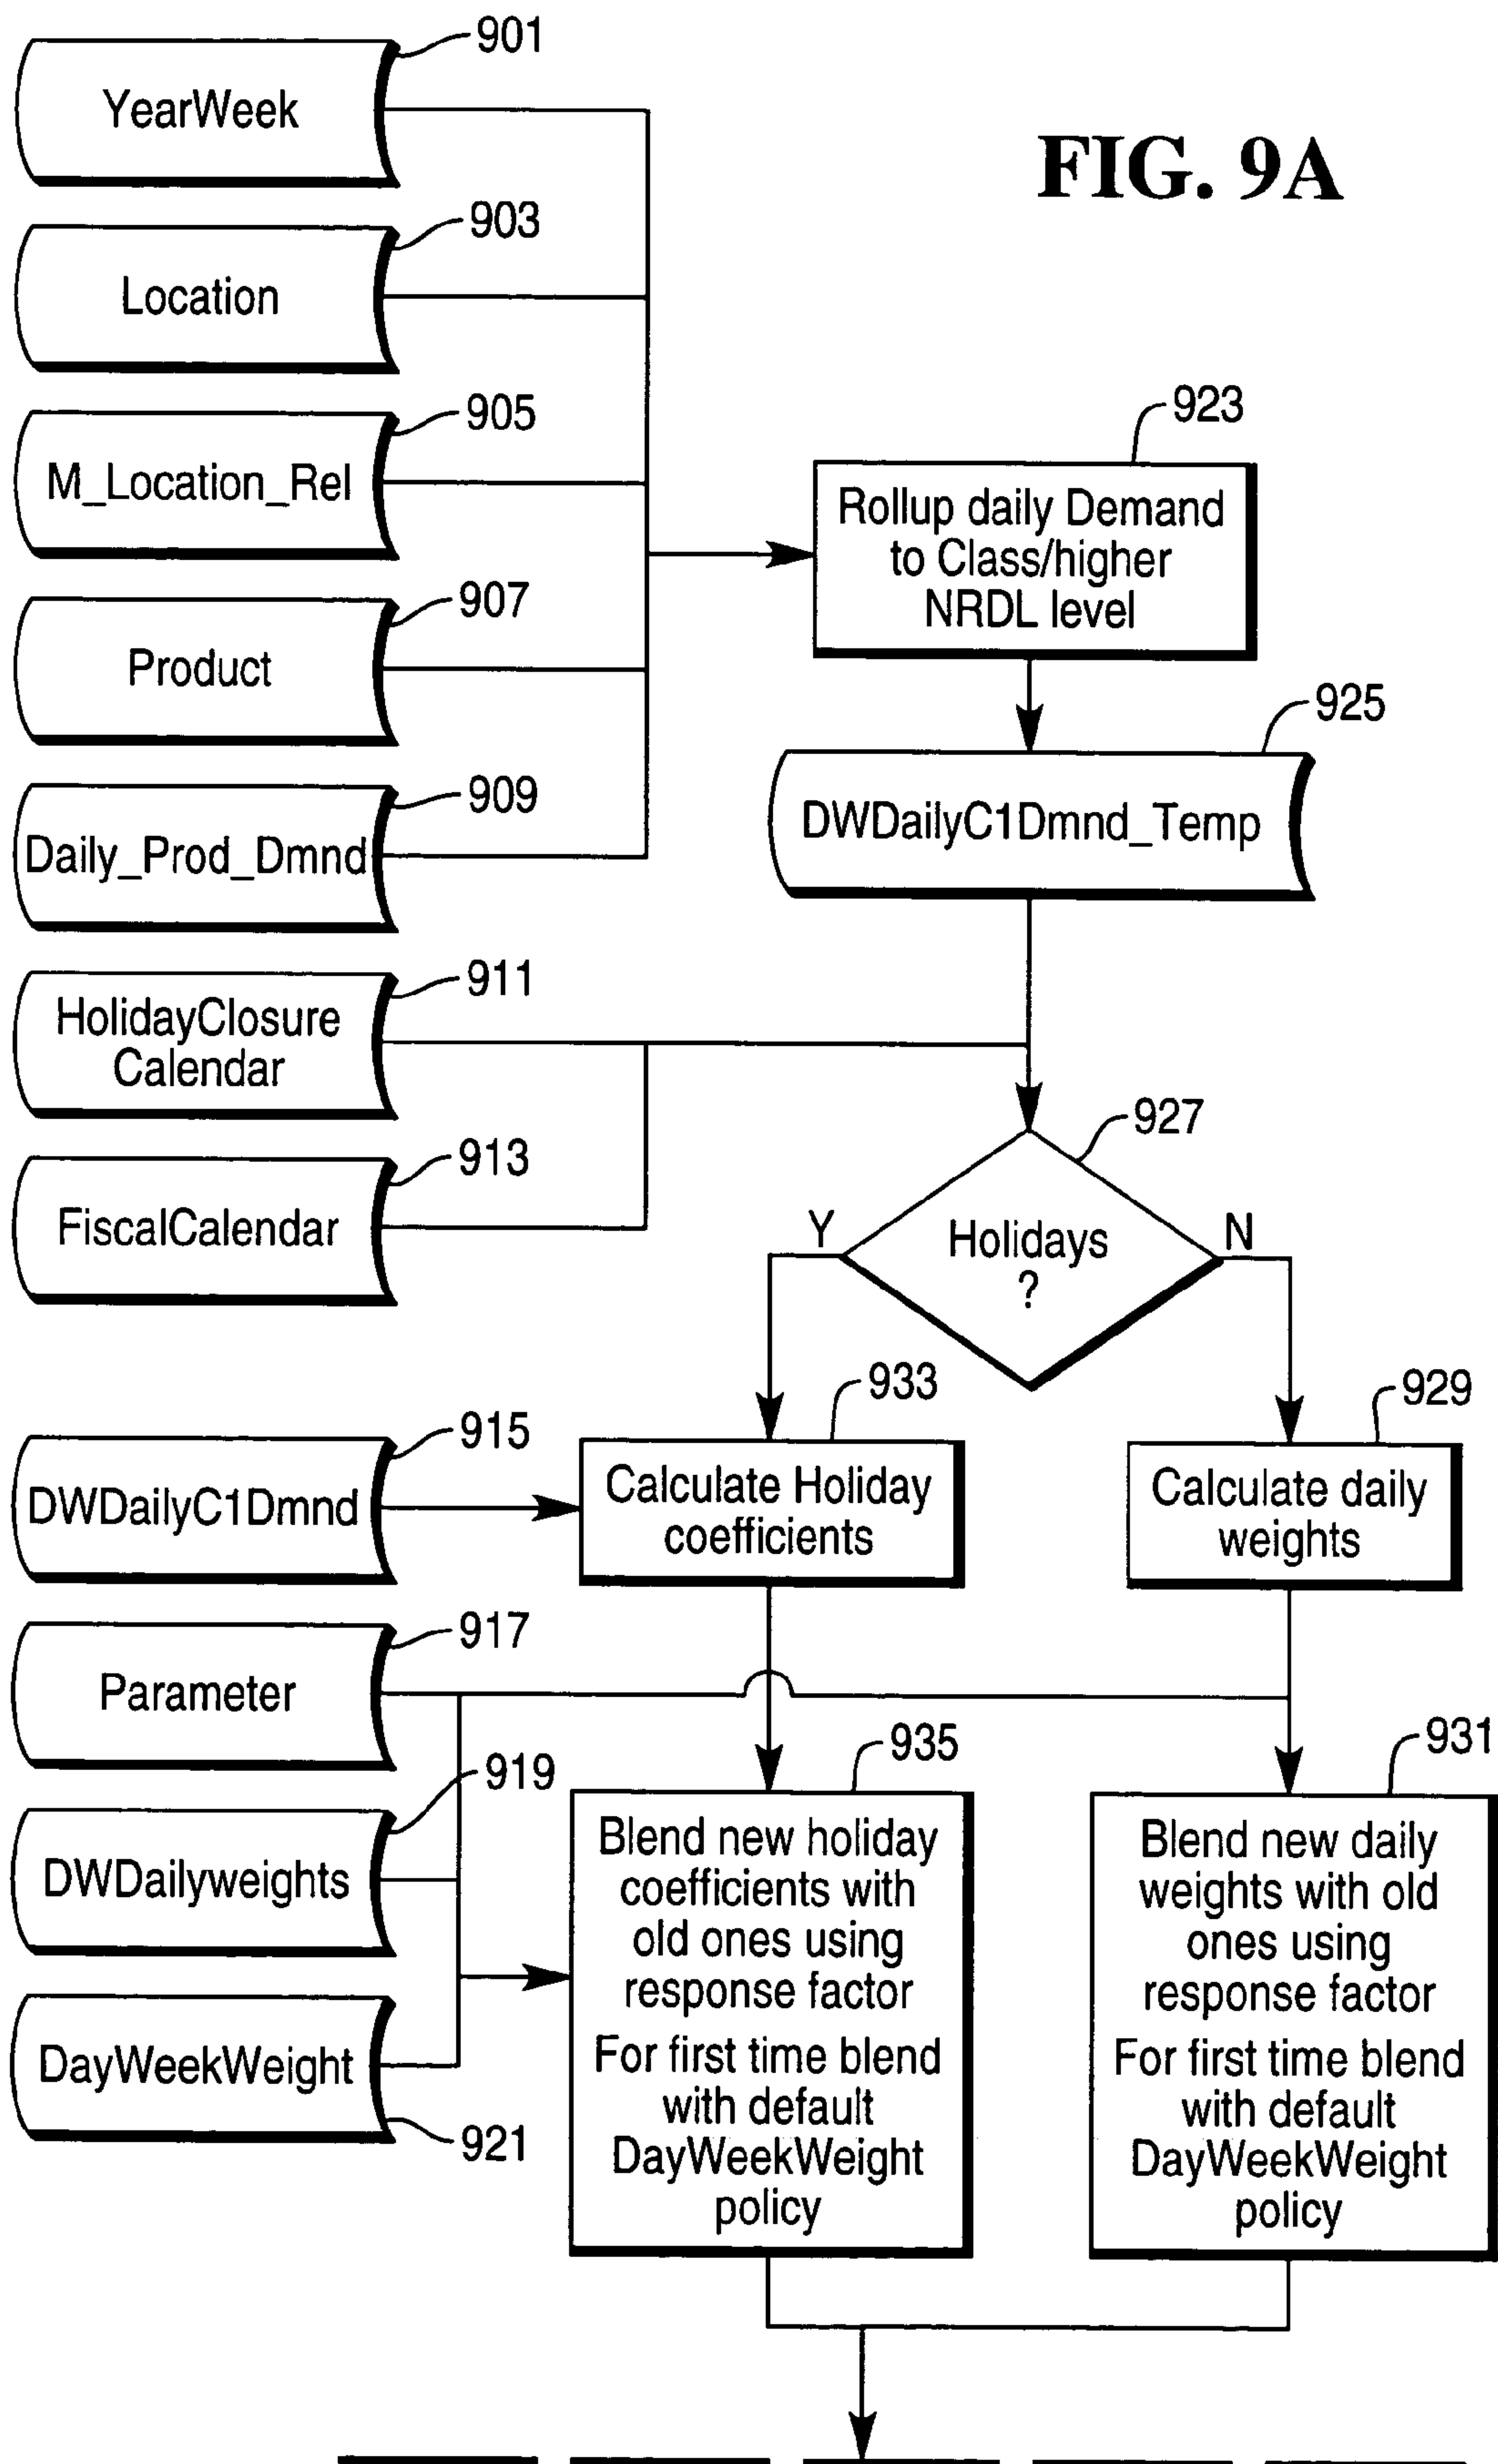 FIG. 9A
901
YearWeek
903
Location
905
M_Location_Rel
907
Product
909
Daily_Prod_Dmnd
911
HolidayClosure
Calendar
913
FiscalCalendar
915
DWDailyC1Dmnd
917
Parameter
919
DWDailyweights
DayWeekWeight
921
923
Rollup daily Demand
to Class/higher
NRDL level
925
DWDailyC1Dmnd_Temp
927
Holidays
?
Y
N
933
Calculate Holiday
coefficients
929
Calculate daily
weights
935
Blend new holiday
coefficients with
old ones using
response factor
For first time blend
with default
DayWeekWeight
policy
931
Blend new daily
weights with old
ones using
response factor
For first time blend
with default
DayWeekWeight
policy